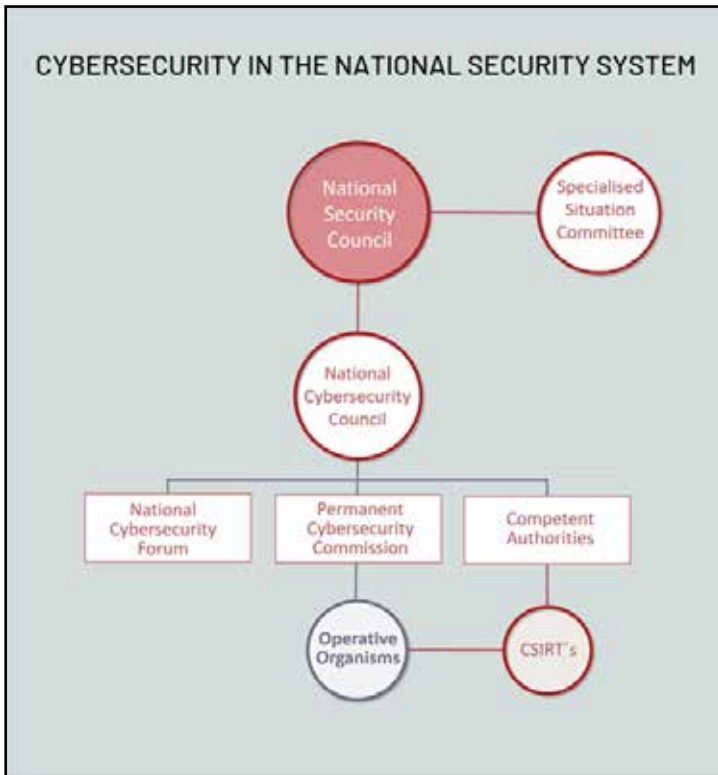 CYBERSECURITY IN THE NATIONAL SECURITY SYSTEM
National
Security
Council
Specialised
Situation
Committee
National
Cybersecurity
Council
National
Cybersecurity
Forum
Permanent
Cybersecurity
Commission
Competent
Authorities
Operative
Organisms
CSIRT´s